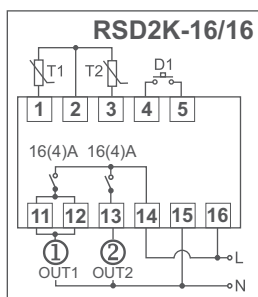 RSD2K-16/16
T1 T2 D1
1 2 3 4 5
16(4)A 16(4)A
11 12 13 14 15 16
1 2 L
OUT1 OUT2
N